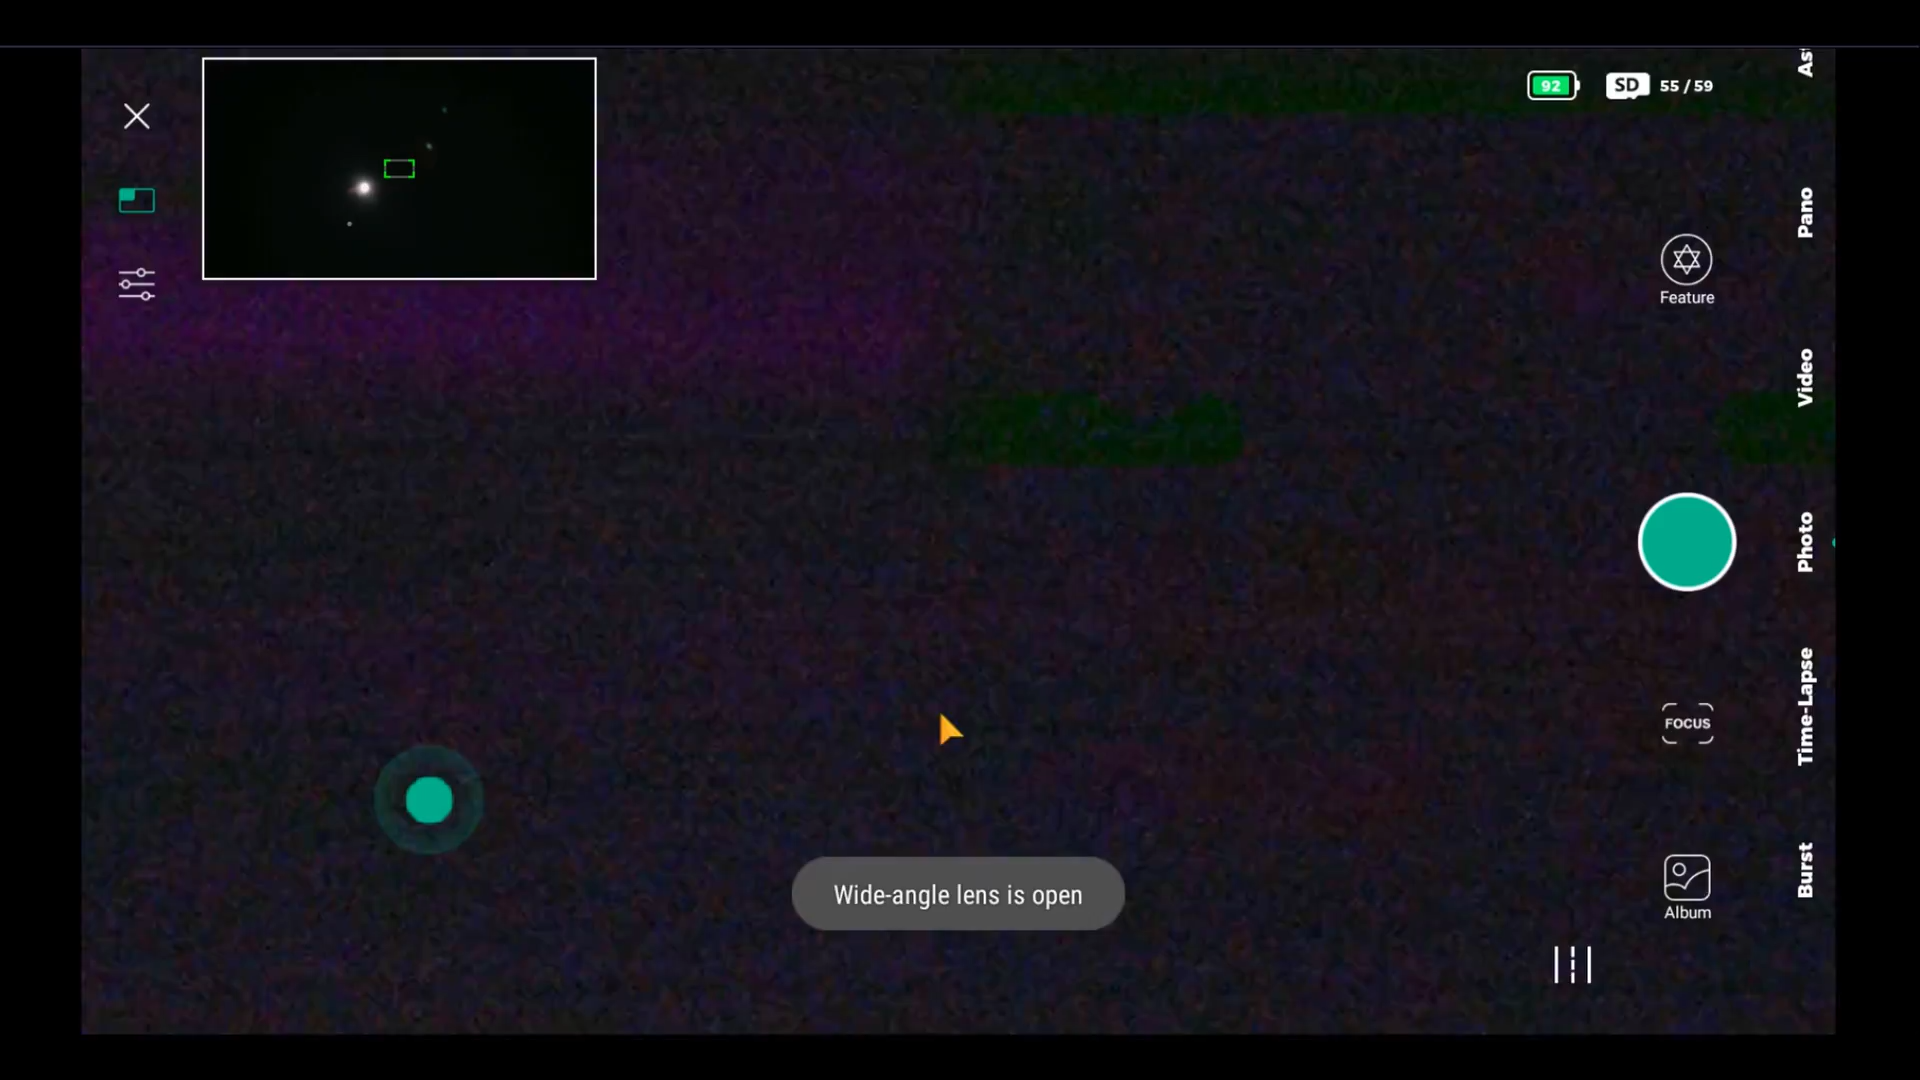 92 SD 55 / 59
As
Pano
Feature
Video
Photo
FOCUS
Time-Lapse
Burst
Album
Wide-angle lens is open